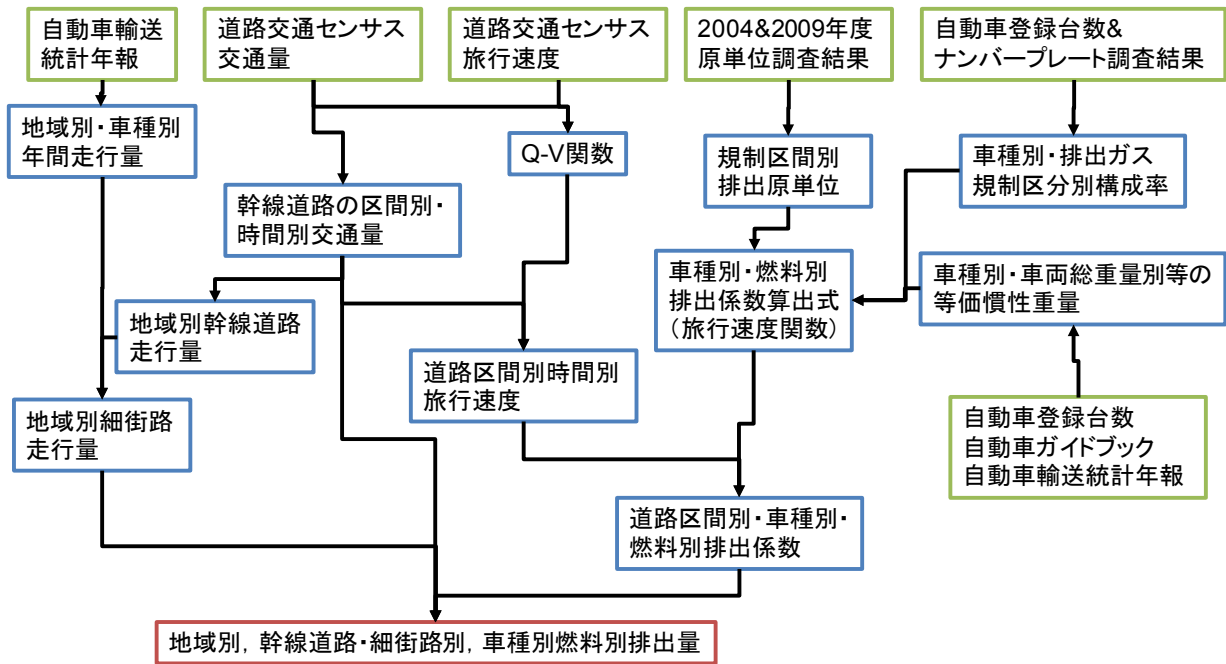 自動車輸送
統計年報
道路交通センサス
交通量
道路交通センサス
旅行速度
2004&2009年度
原単位調査結果
自動車登録台数&
ナンバープレート調査結果
地域別・車種別
年間走行量
Q-V関数
規制区間別
排出原単位
車種別・排出ガス
規制区分別構成率
幹線道路の区間別・
時間別交通量
車種別・燃料別
排出係数算出式
（旅行速度関数）
車種別・車両総重量別等の
等価慣性重量
地域別幹線道路
走行量
道路区間別時間別
旅行速度
地域別細街路
走行量
自動車登録台数
自動車ガイドブック
自動車輸送統計年報
道路区間別・車種別・
燃料別排出係数
地域別，幹線道路・細街路別，車種別燃料別排出量